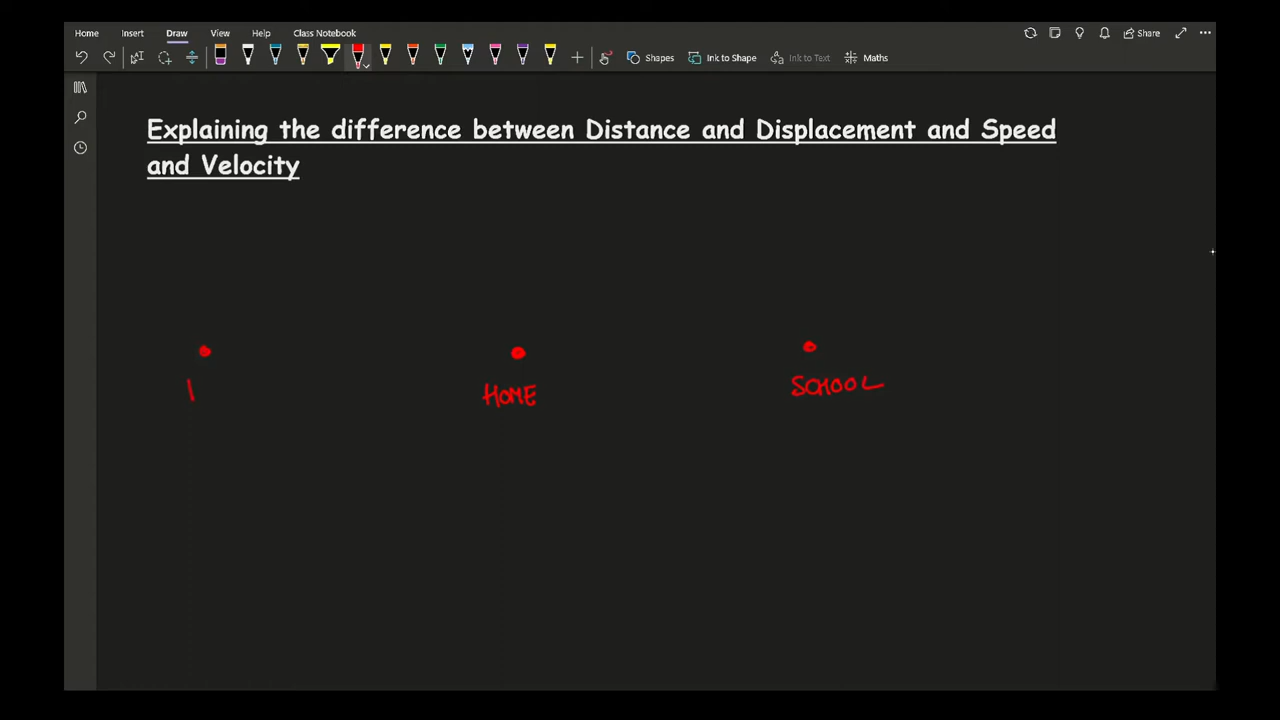 Home Insert Draw View Help Class Notebook Share
Shapes Ink to Shape Ink to Text Maths
Explaining the difference between Distance and Displacement and Speed
and Velocity
HOME
SCHOOL